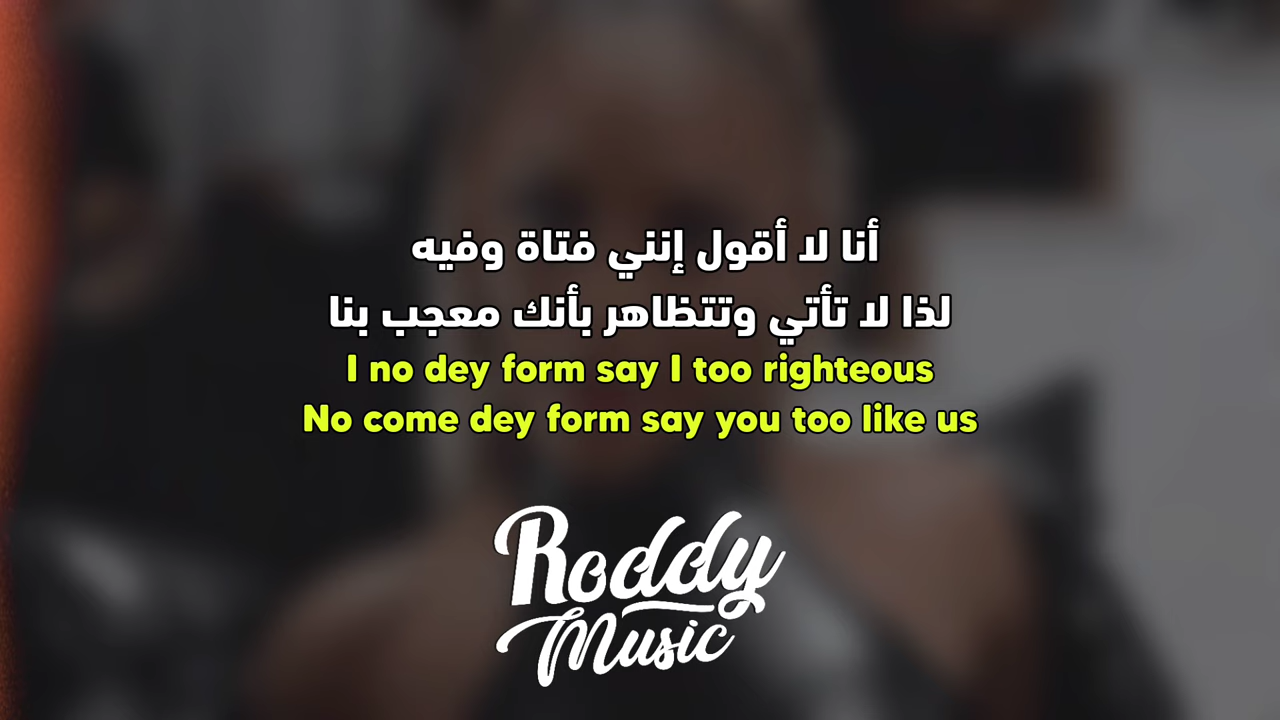 أنا لا أقول إنني فتاة وفيه
لذا لا تأتي وتتظاهر بأنك معجب بنا
I no dey form say I too righteous
No come dey form say you too like us
Roddy
Music